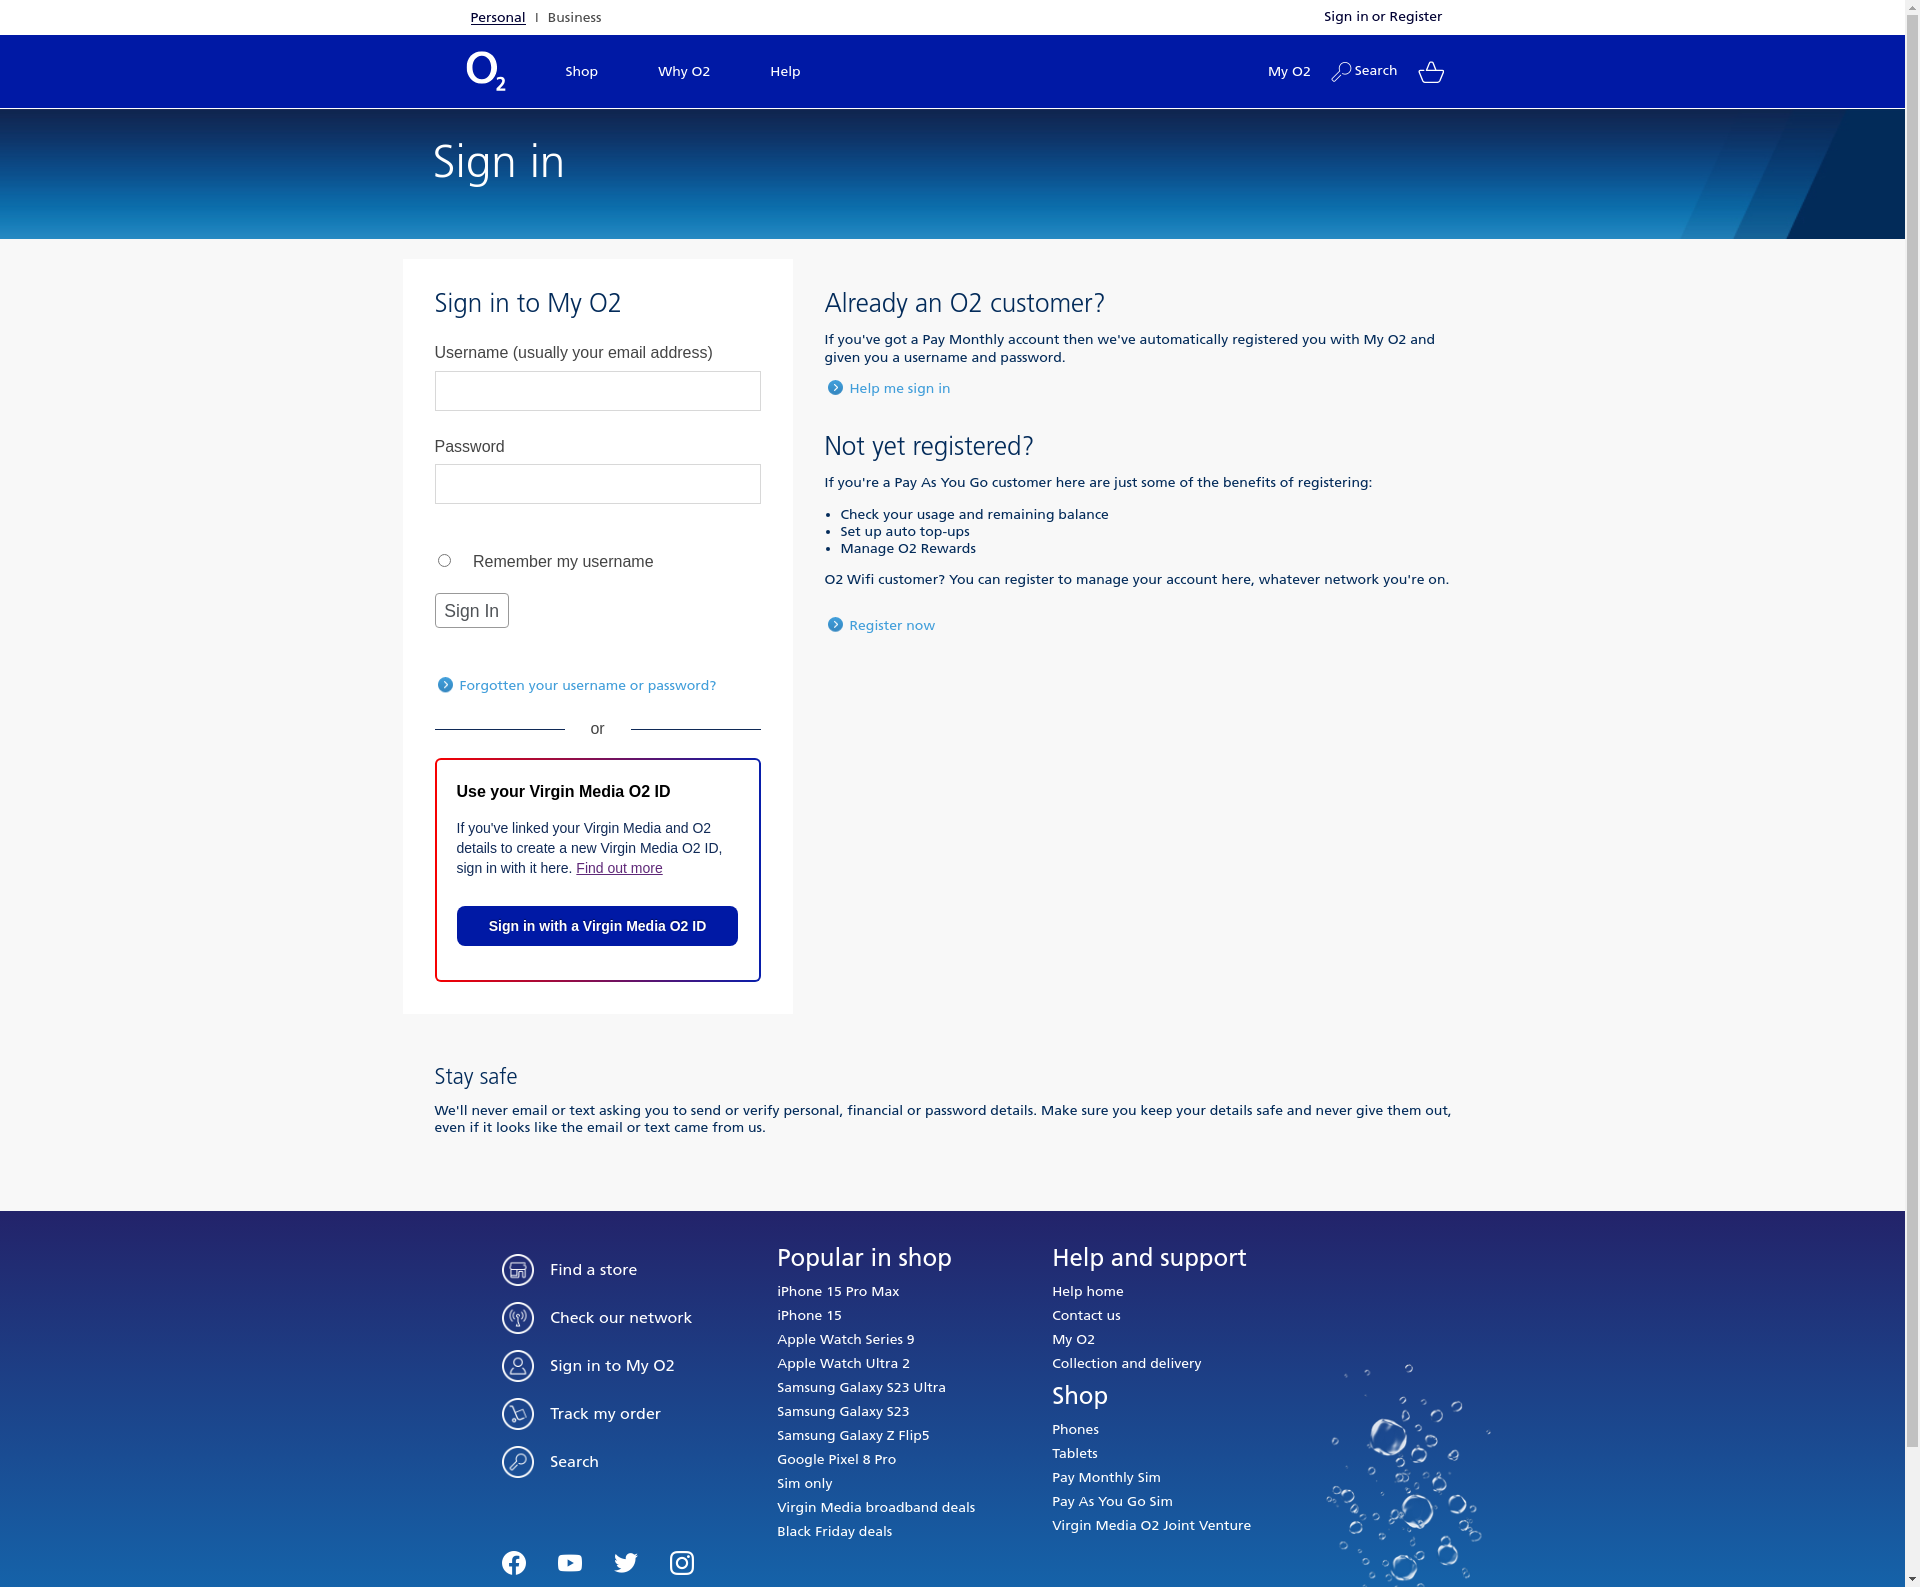 Personal | Business
Sign in or Register
O2
Shop
Why O2
Help
My O2
Search
Sign in
Sign in to My O2
Username (usually your email address)
Password
Remember my username
Sign In
Forgotten your username or password?
or
Use your Virgin Media O2 ID
If you've linked your Virgin Media and O2
details to create a new Virgin Media O2 ID,
sign in with it here. Find out more
Sign in with a Virgin Media O2 ID
Already an O2 customer?
If you've got a Pay Monthly account then we've automatically registered you with My O2 and
given you a username and password.
Help me sign in
Not yet registered?
If you're a Pay As You Go customer here are just some of the benefits of registering:
• Check your usage and remaining balance
• Set up auto top-ups
• Manage O2 Rewards
O2 Wifi customer? You can register to manage your account here, whatever network you're on.
Register now
Stay safe
We'll never email or text asking you to send or verify personal, financial or password details. Make sure you keep your details safe and never give them out,
even if it looks like the email or text came from us.
Find a store
Check our network
Sign in to My O2
Track my order
Search
Popular in shop
iPhone 15 Pro Max
iPhone 15
Apple Watch Series 9
Apple Watch Ultra 2
Samsung Galaxy S23 Ultra
Samsung Galaxy S23
Samsung Galaxy Z Flip5
Google Pixel 8 Pro
Sim only
Virgin Media broadband deals
Black Friday deals
Help and support
Help home
Contact us
My O2
Collection and delivery
Shop
Phones
Tablets
Pay Monthly Sim
Pay As You Go Sim
Virgin Media O2 Joint Venture